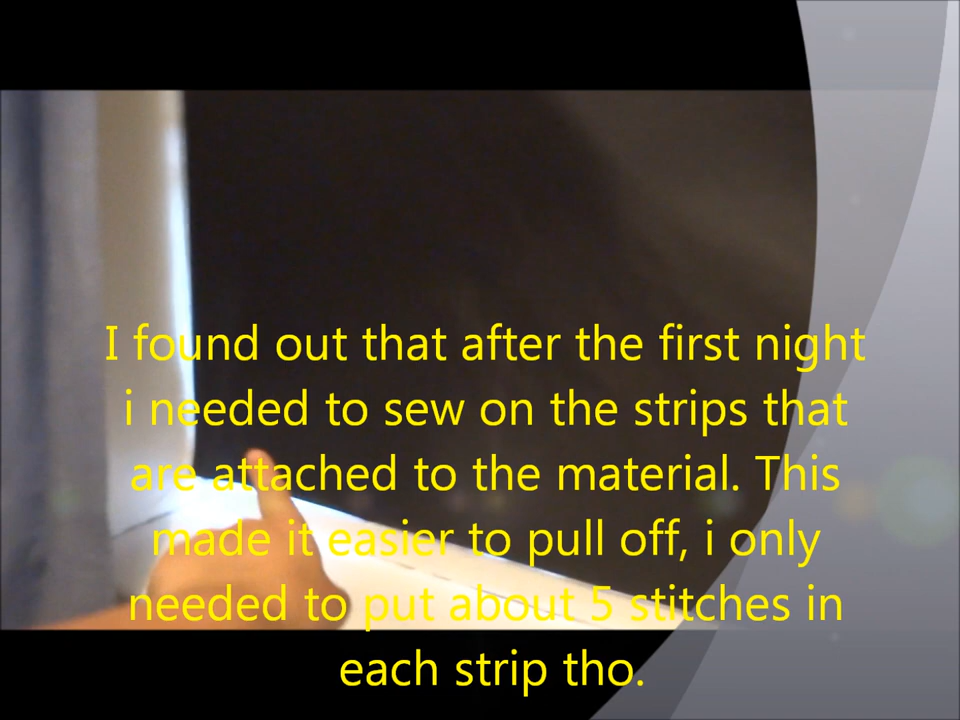 I found out that after the first night
i needed to sew on the strips that
are attached to the material. This
made it easier to pull off, i only
needed to put about 5 stitches in
each strip tho.